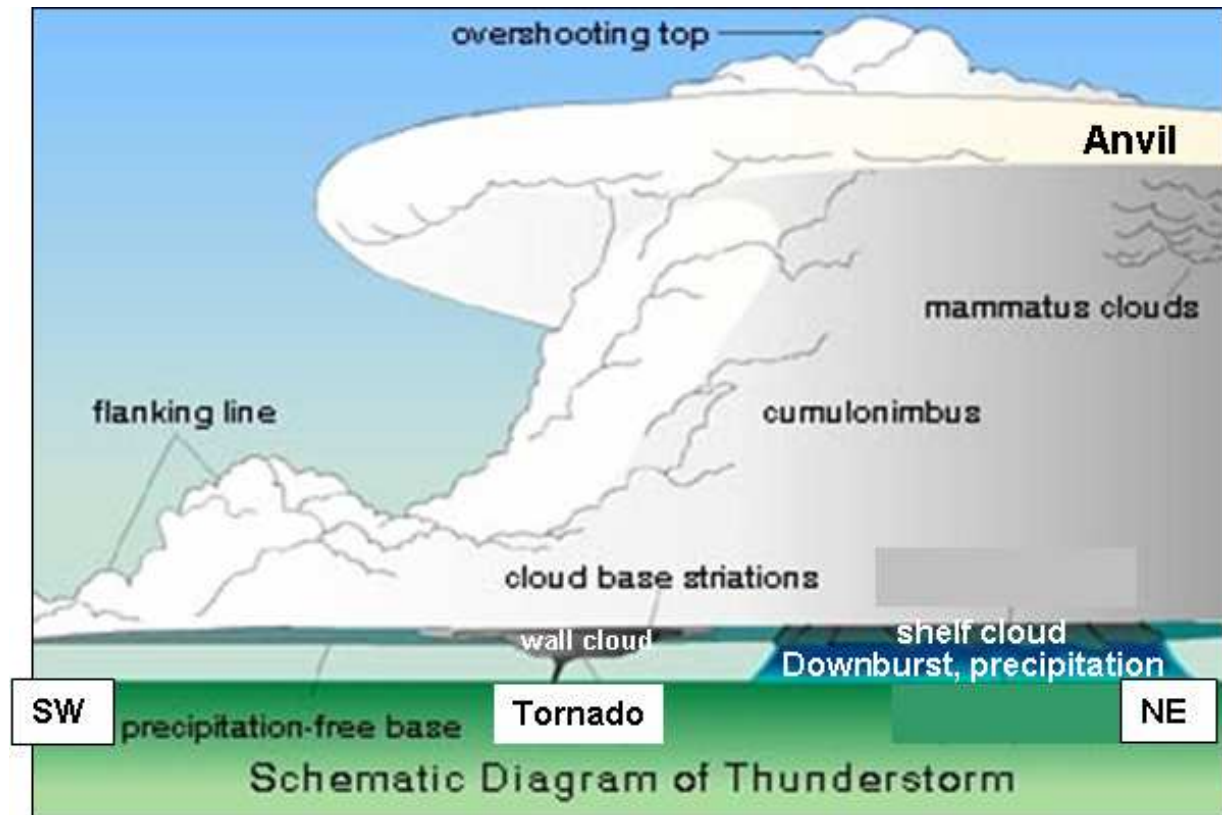 overshooting top
Anvil
mammatus clouds
flanking line
cumulonimbus
cloud base striations
wall cloud
shelf cloud
Downburst, precipitation
SW
precipitation-free base
Tornado
NE
Schematic Diagram of Thunderstorm